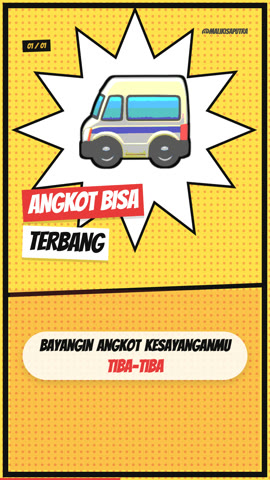 01 / 01
@MALIKISAPUTRA
ANGKOT BISA
TERBANG
BAYANGIN ANGKOT KESAYANGANMU
TIBA-TIBA